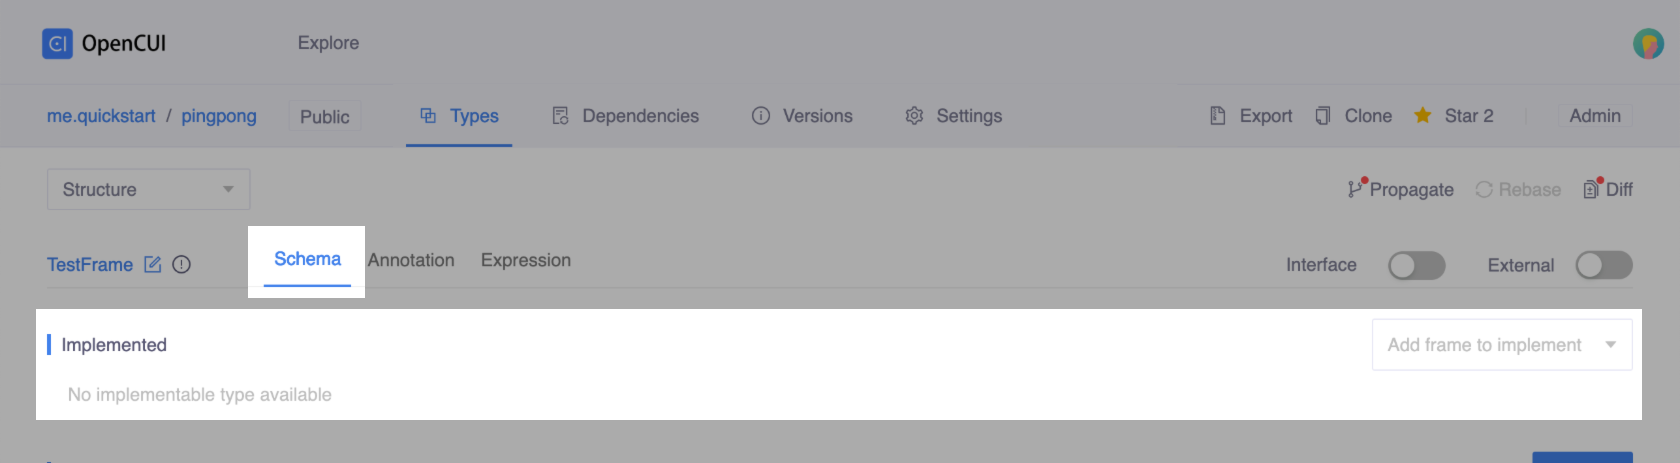 OpenCUI Explore
me.quickstart / pingpong Public Types Dependencies Versions Settings Export Clone Star 2 Admin
Structure Propagate Rebase Diff
TestFrame Schema Annotation Expression Interface External
Implemented Add frame to implement
No implementable type available